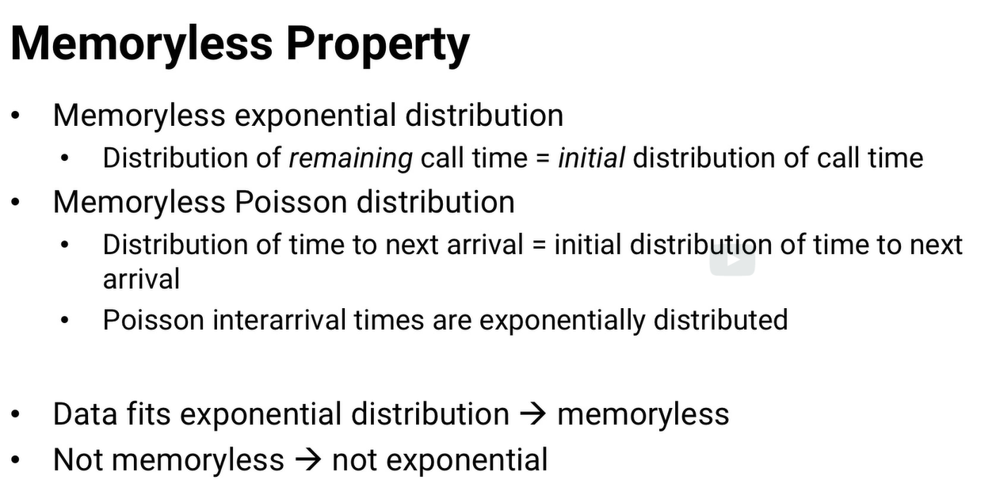 Memoryless Property
• Memoryless exponential distribution
• Distribution of remaining call time = initial distribution of call time
• Memoryless Poisson distribution
• Distribution of time to next arrival = initial distribution of time to next
arrival
• Poisson interarrival times are exponentially distributed
• Data fits exponential distribution → memoryless
• Not memoryless → not exponential